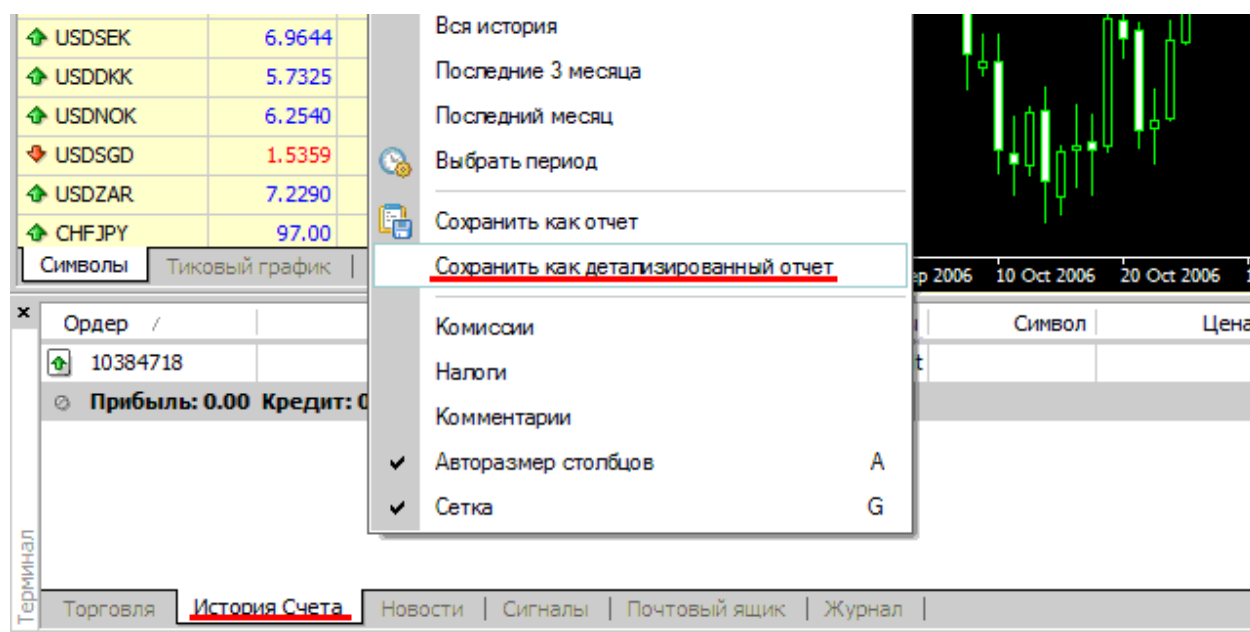 USDSEK 6.9644
USDDKK 5.7325
USDNOK 6.2540
USDSGD 1.5359
USDZAR 7.2290
CHFJPY 97.00
Символы Тиковый график |
Вся история
Последние 3 месяца
Последний месяц
Выбрать период
Сохранить как отчет
Сохранить как детализированный отчет
Комиссии
Налоги
Комментарии
Авторазмер столбцов A
Сетка G
2006 10 Oct 2006 20 Oct 2006
Ордер / Символ Цена
10384718
Прибыль: 0.00 Кредит: 0
Терминал
Торговля История Счета Новости | Сигналы | Почтовый ящик | Журнал |